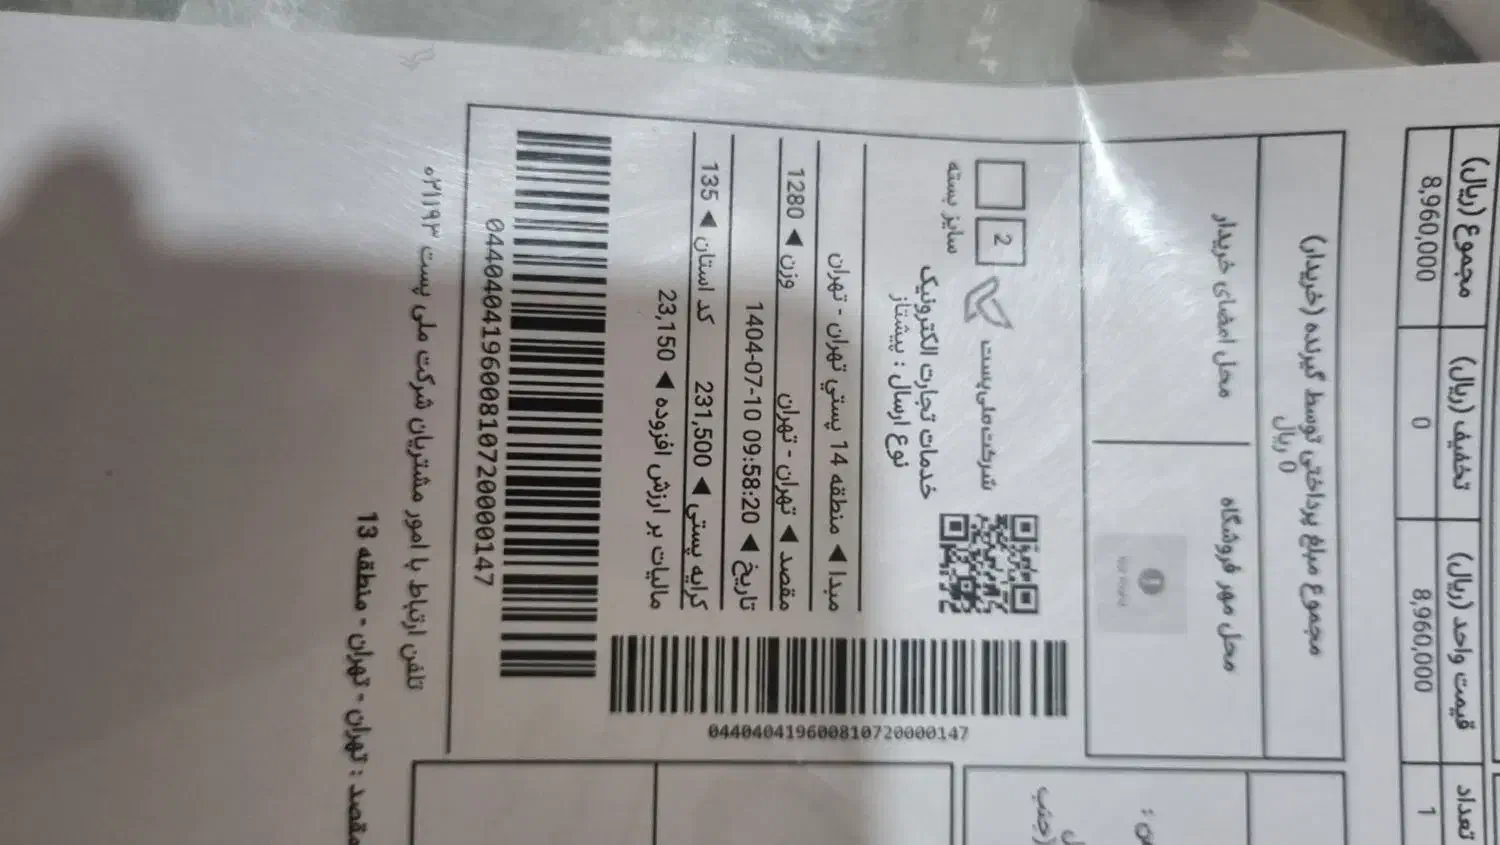 مجموع (ریال)
تخفیف (ریال)
قیمت واحد (ریال)
تعداد
8,960,000
0
8,960,000
1
مجموع مبلغ پرداختی توسط گیرنده (خریدار)
0 ریال
محل امضای خریدار
محل مهر فروشگاه
2
سایز بسته
شرکت ملی پست
خدمات تجارت الکترونیک
نوع ارسال : پیشتاز
مبدا ◄ منطقه 14 پستي تهران - تهران
مقصد ◄ تهران - تهران
وزن ◄ 1280
تاریخ ◄ 1404-07-10 09:58:20
کرایه پستی ◄ 231,500
کد استان ◄ 135
مالیات بر ارزش افزوده ◄ 23,150
044040419600810720000147
044040419600810720000147
تلفن ارتباط با امور مشتریان شرکت ملی پست ۰۲۱۱۹۳
مقصد : تهران - تهران - منطقه 13